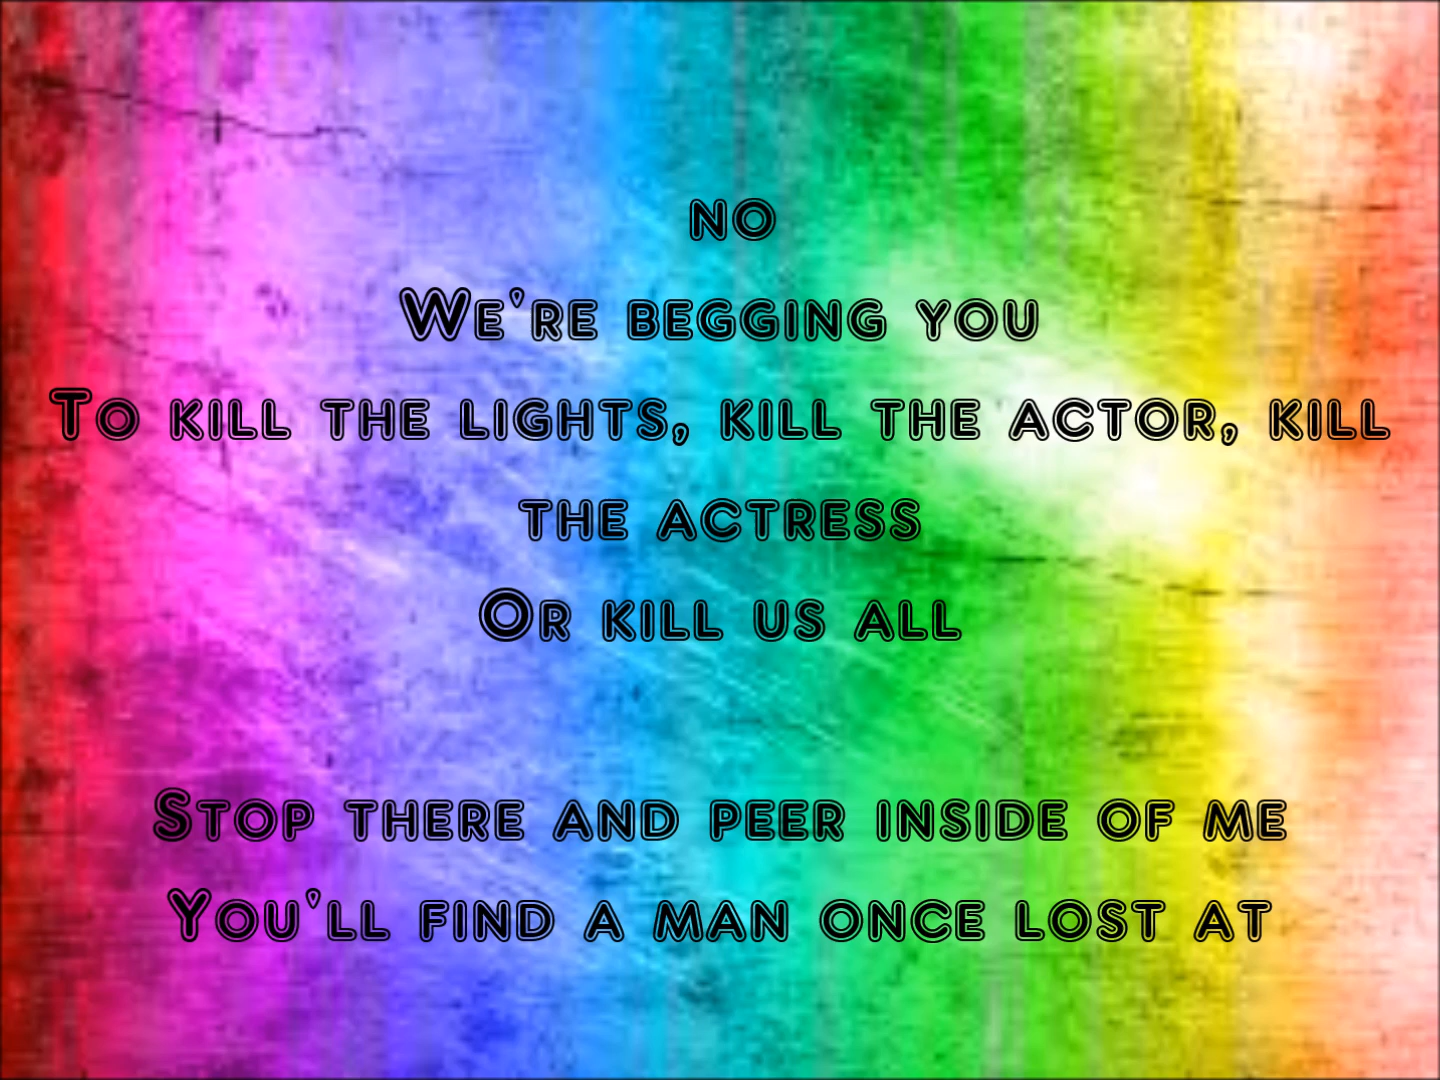 no
We're begging you
To kill the lights, kill the actor, kill
the actress
Or kill us all
Stop there and peer inside of me
You'll find a man once lost at